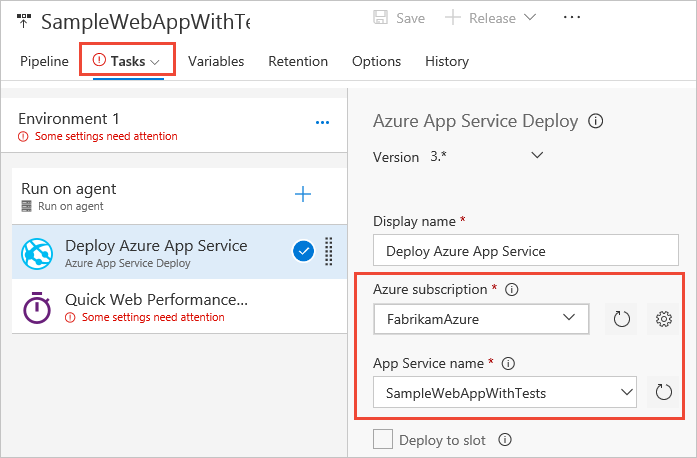 SampleWebAppWithTe
Save
Release
...
Pipeline
Tasks
Variables
Retention
Options
History
Environment 1
Some settings need attention
...
Run on agent
Run on agent
Deploy Azure App Service
Azure App Service Deploy
Quick Web Performance...
Some settings need attention
Azure App Service Deploy
Version 3.*
Display name *
Deploy Azure App Service
Azure subscription *
FabrikamAzure
App Service name *
SampleWebAppWithTests
Deploy to slot